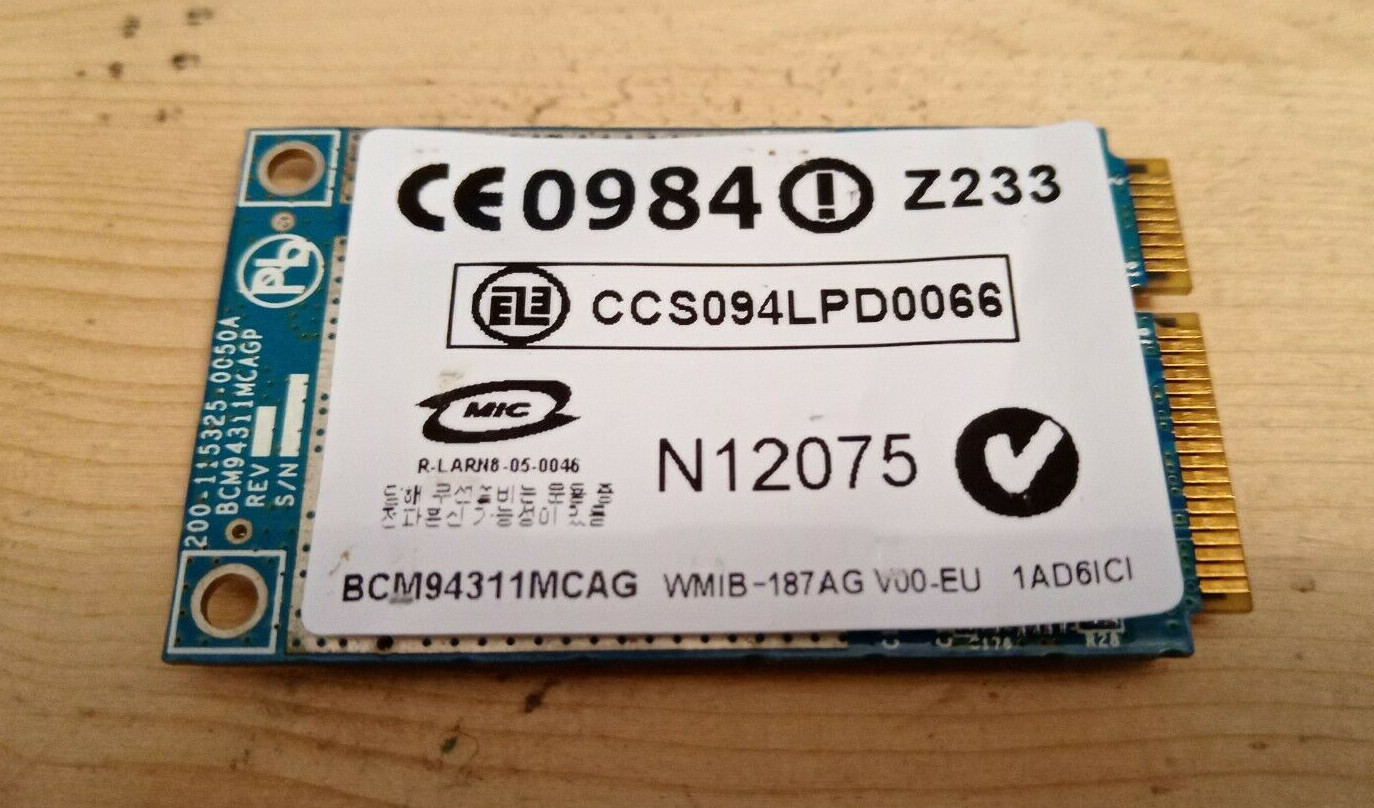 CE0984 Z233
CCS094LPD0066
MIC
R-LARN8-05-0046
N12075
BCM94311MCAG WMIB-187AG V00-EU 1AD6ICI
Pb
200-115325-0050A
BCM94311MCAGP
REV
S/N
R28